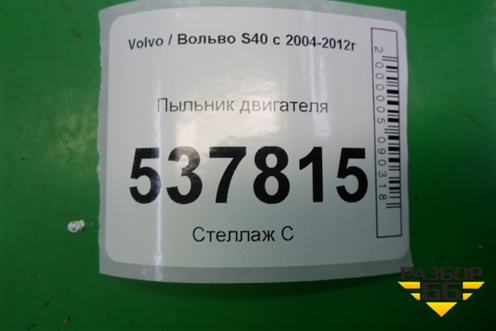 Volvo / Вольво S40 с 2004-2012г
Пыльник двигателя
537815
Стеллаж С
2000005090318
РАЗБОР
66